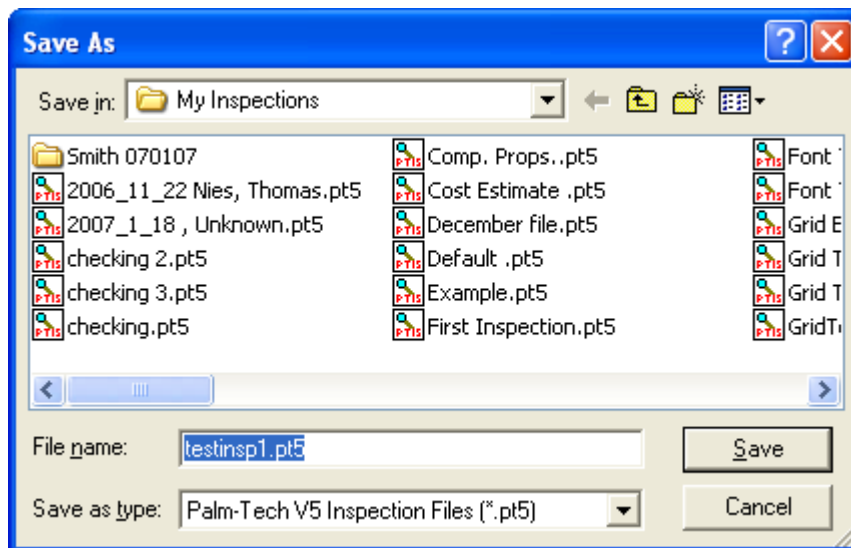 Save As
Save in: My Inspections
Smith 070107
2006_11_22 Nies, Thomas.pt5
2007_1_18 , Unknown.pt5
checking 2.pt5
checking 3.pt5
checking.pt5
Comp. Props..pt5
Cost Estimate .pt5
December file.pt5
Default .pt5
Example.pt5
First Inspection.pt5
Font
Font
Grid E
Grid T
Grid T
GridT
File name: testinsp1.pt5
Save
Save as type: Palm-Tech V5 Inspection Files (*.pt5)
Cancel